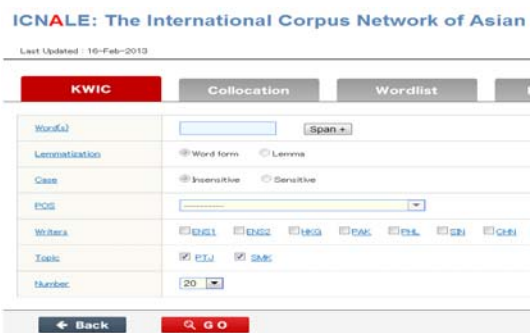 ICNALE: The International Corpus Network of Asian
Last Updated : 16-Feb-2013
KWIC Collocation Wordlist
Word(s) Span +
Lemmatization Word form Lemma
Case Insensitive Sensitive
POS ----------
Writers ENS1 ENS2 HKG PAK PHL SIN CHN
Topic PTJ SMK
Number 20
Back GO